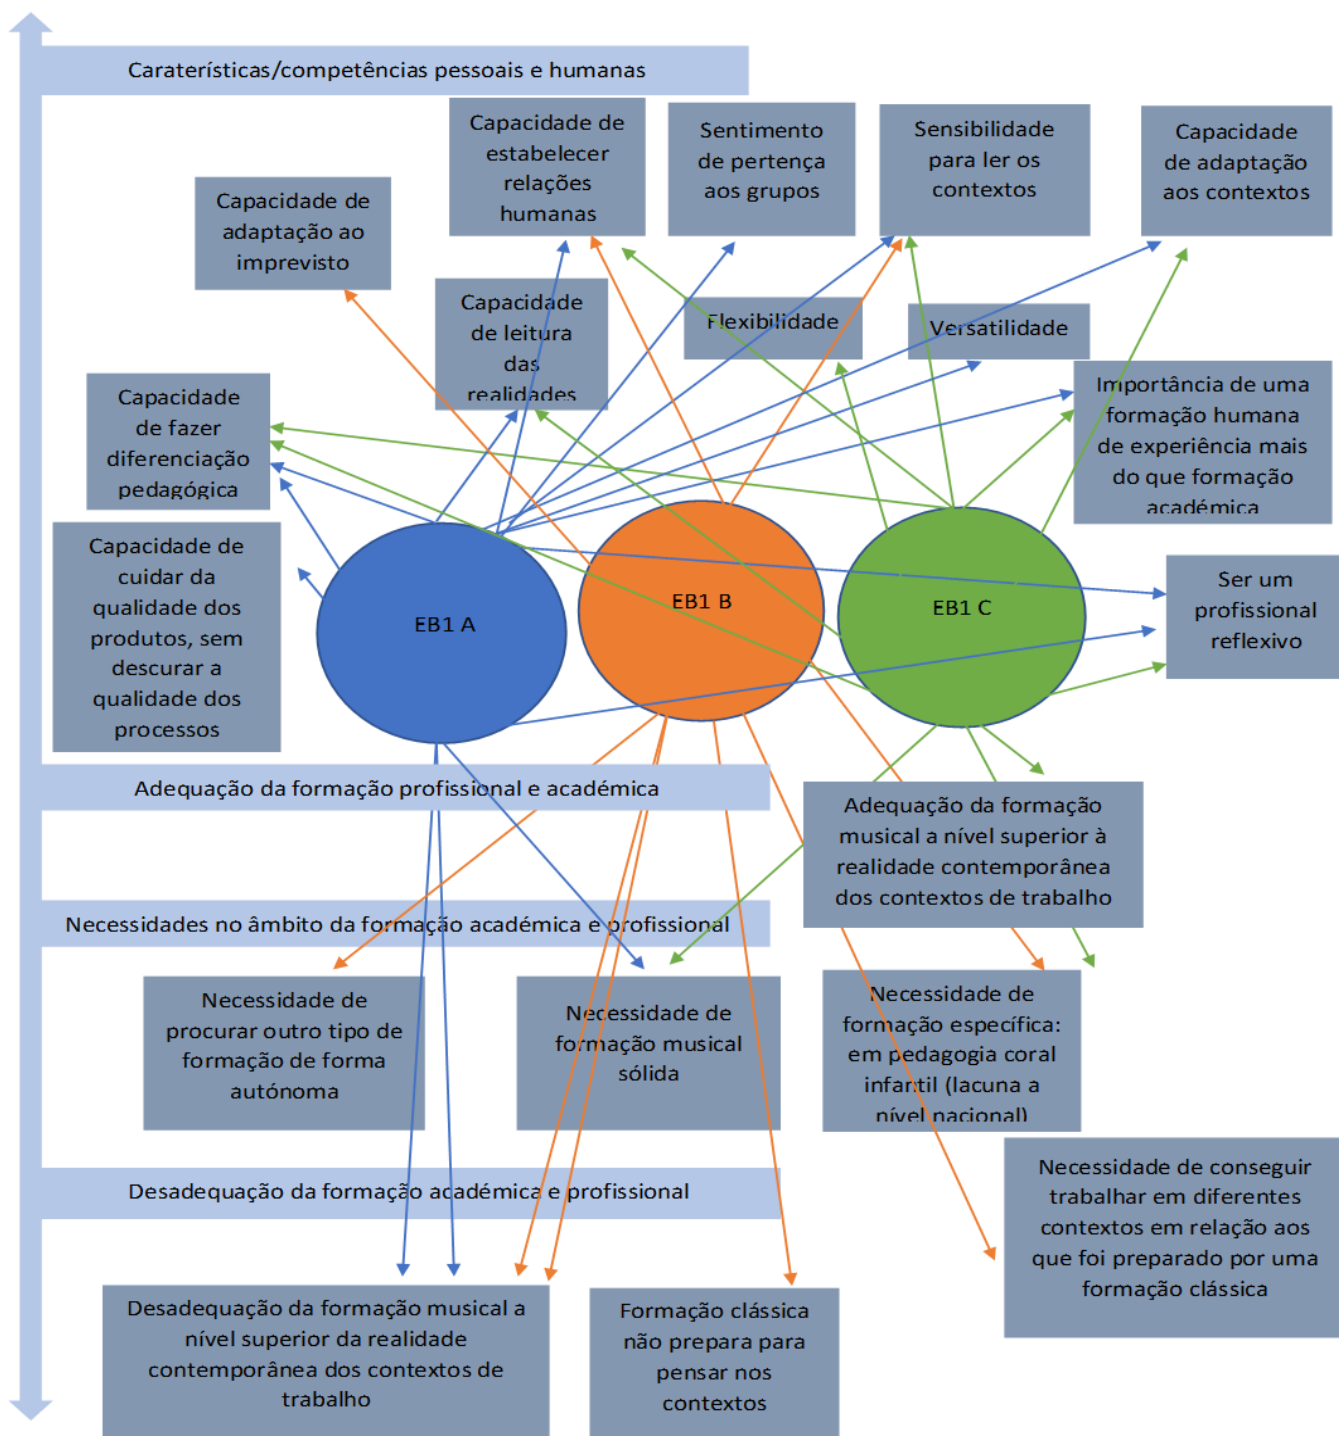 Caraterísticas/competências pessoais e humanas
Capacidade de
estabelecer
relações
humanas
Sentimento
de pertença
aos grupos
Sensibilidade
para ler os
contextos
Capacidade
de adaptação
aos contextos
Capacidade de
adaptação ao
imprevisto
Capacidade
de leitura
das
realidades
Flexibilidade
Versatilidade
Capacidade
de fazer
diferenciação
pedagógica
Importância de uma
formação humana
de experiência mais
do que formação
académica
Capacidade de
cuidar da
qualidade dos
produtos, sem
descurar a
qualidade dos
processos
EB1 A
EB1 B
EB1 C
Ser um
profissional
reflexivo
Adequação da formação profissional e académica
Adequação da formação
musical a nível superior à
realidade contemporânea
dos contextos de trabalho
Necessidades no âmbito da formação académica e profissional
Necessidade de
procurar outro tipo de
formação de forma
autónoma
Necessidade de
formação musical
sólida
Necessidade de
formação específica:
em pedagogia coral
infantil (lacuna a
nível nacional)
Desadequação da formação académica e profissional
Necessidade de conseguir
trabalhar em diferentes
contextos em relação aos
que foi preparado por uma
formação clássica
Desadequação da formação musical a
nível superior da realidade
contemporânea dos contextos de
trabalho
Formação clássica
não prepara para
pensar nos
contextos